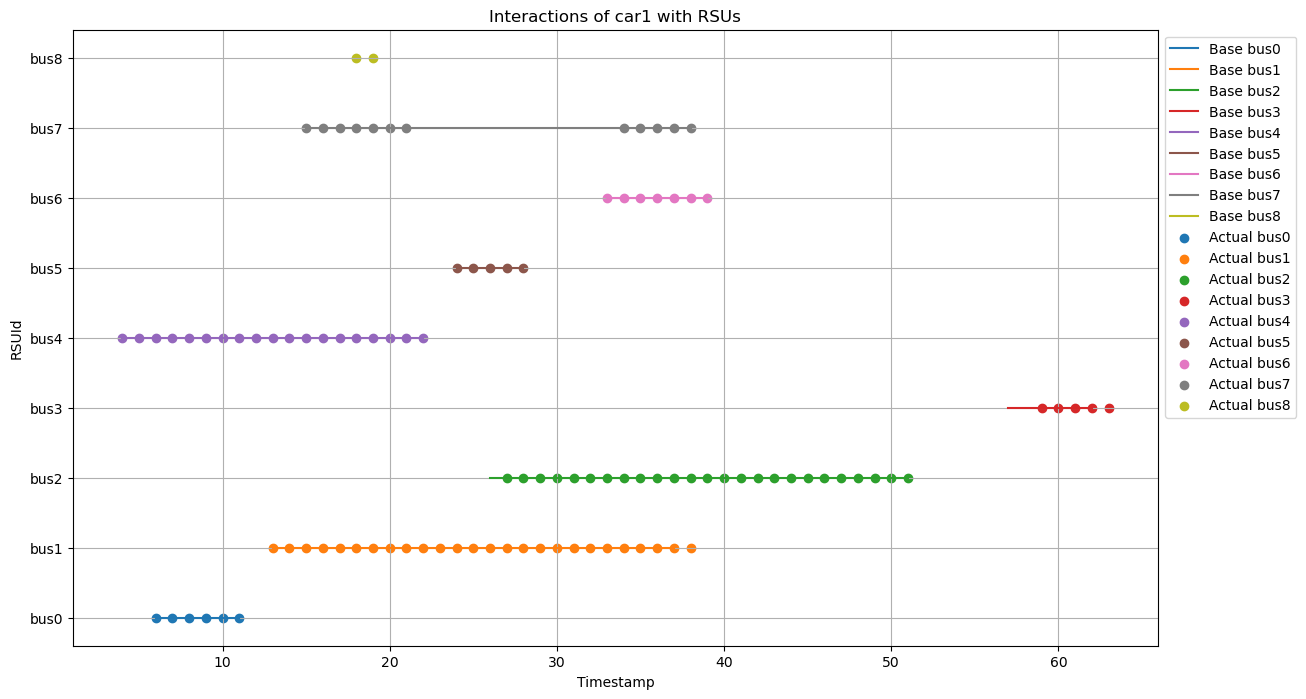 Interactions of car1 with RSUs
RSUId
bus8
bus7
bus6
bus5
bus4
bus3
bus2
bus1
bus0
10 20 30 40 50 60
Timestamp
Base bus0
Base bus1
Base bus2
Base bus3
Base bus4
Base bus5
Base bus6
Base bus7
Base bus8
Actual bus0
Actual bus1
Actual bus2
Actual bus3
Actual bus4
Actual bus5
Actual bus6
Actual bus7
Actual bus8